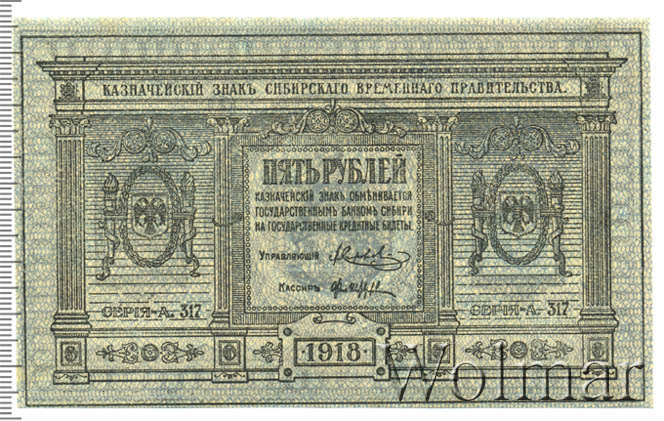 КАЗНАЧЕЙСКІЙ ЗНАКЪ СИБИРСКАГО ВРЕМЕННАГО ПРАВИТЕЛЬСТВА.
ПЯТЬ РУБЛЕЙ
КАЗНАЧЕЙСКІЙ ЗНАКЪ ОБМѢНИВАЕТСЯ
ГОСУДАРСТВЕННЫМЪ БАНКОМЪ СИБИРИ
НА ГОСУДАРСТВЕННЫЕ КРЕДИТНЫЕ БИЛЕТЫ.
УПРАВЛЯЮЩІЙ
КАССИРЪ
СЕРІЯ-А. 317
СЕРІЯ-А. 317
5 5 1918 5 5
Wolmar